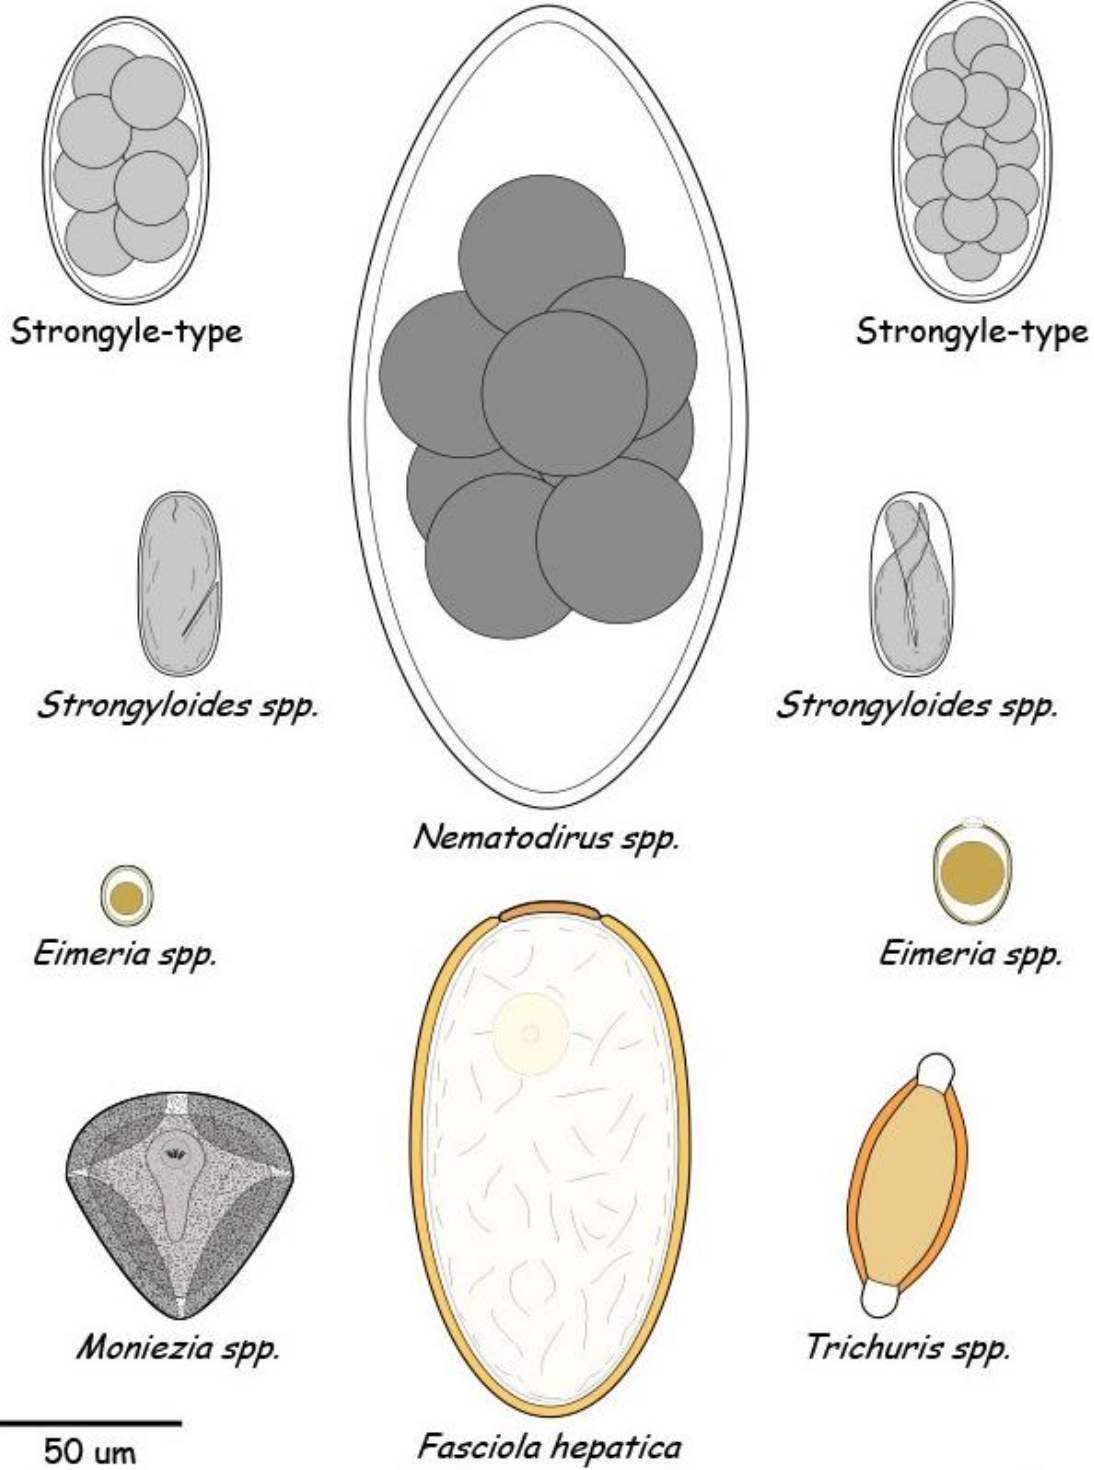 Strongyle-type
Strongyle-type
Strongyloides spp.
Strongyloides spp.
Nematodirus spp.
Eimeria spp.
Eimeria spp.
Moniezia spp.
Trichuris spp.
50 um
Fasciola hepatica